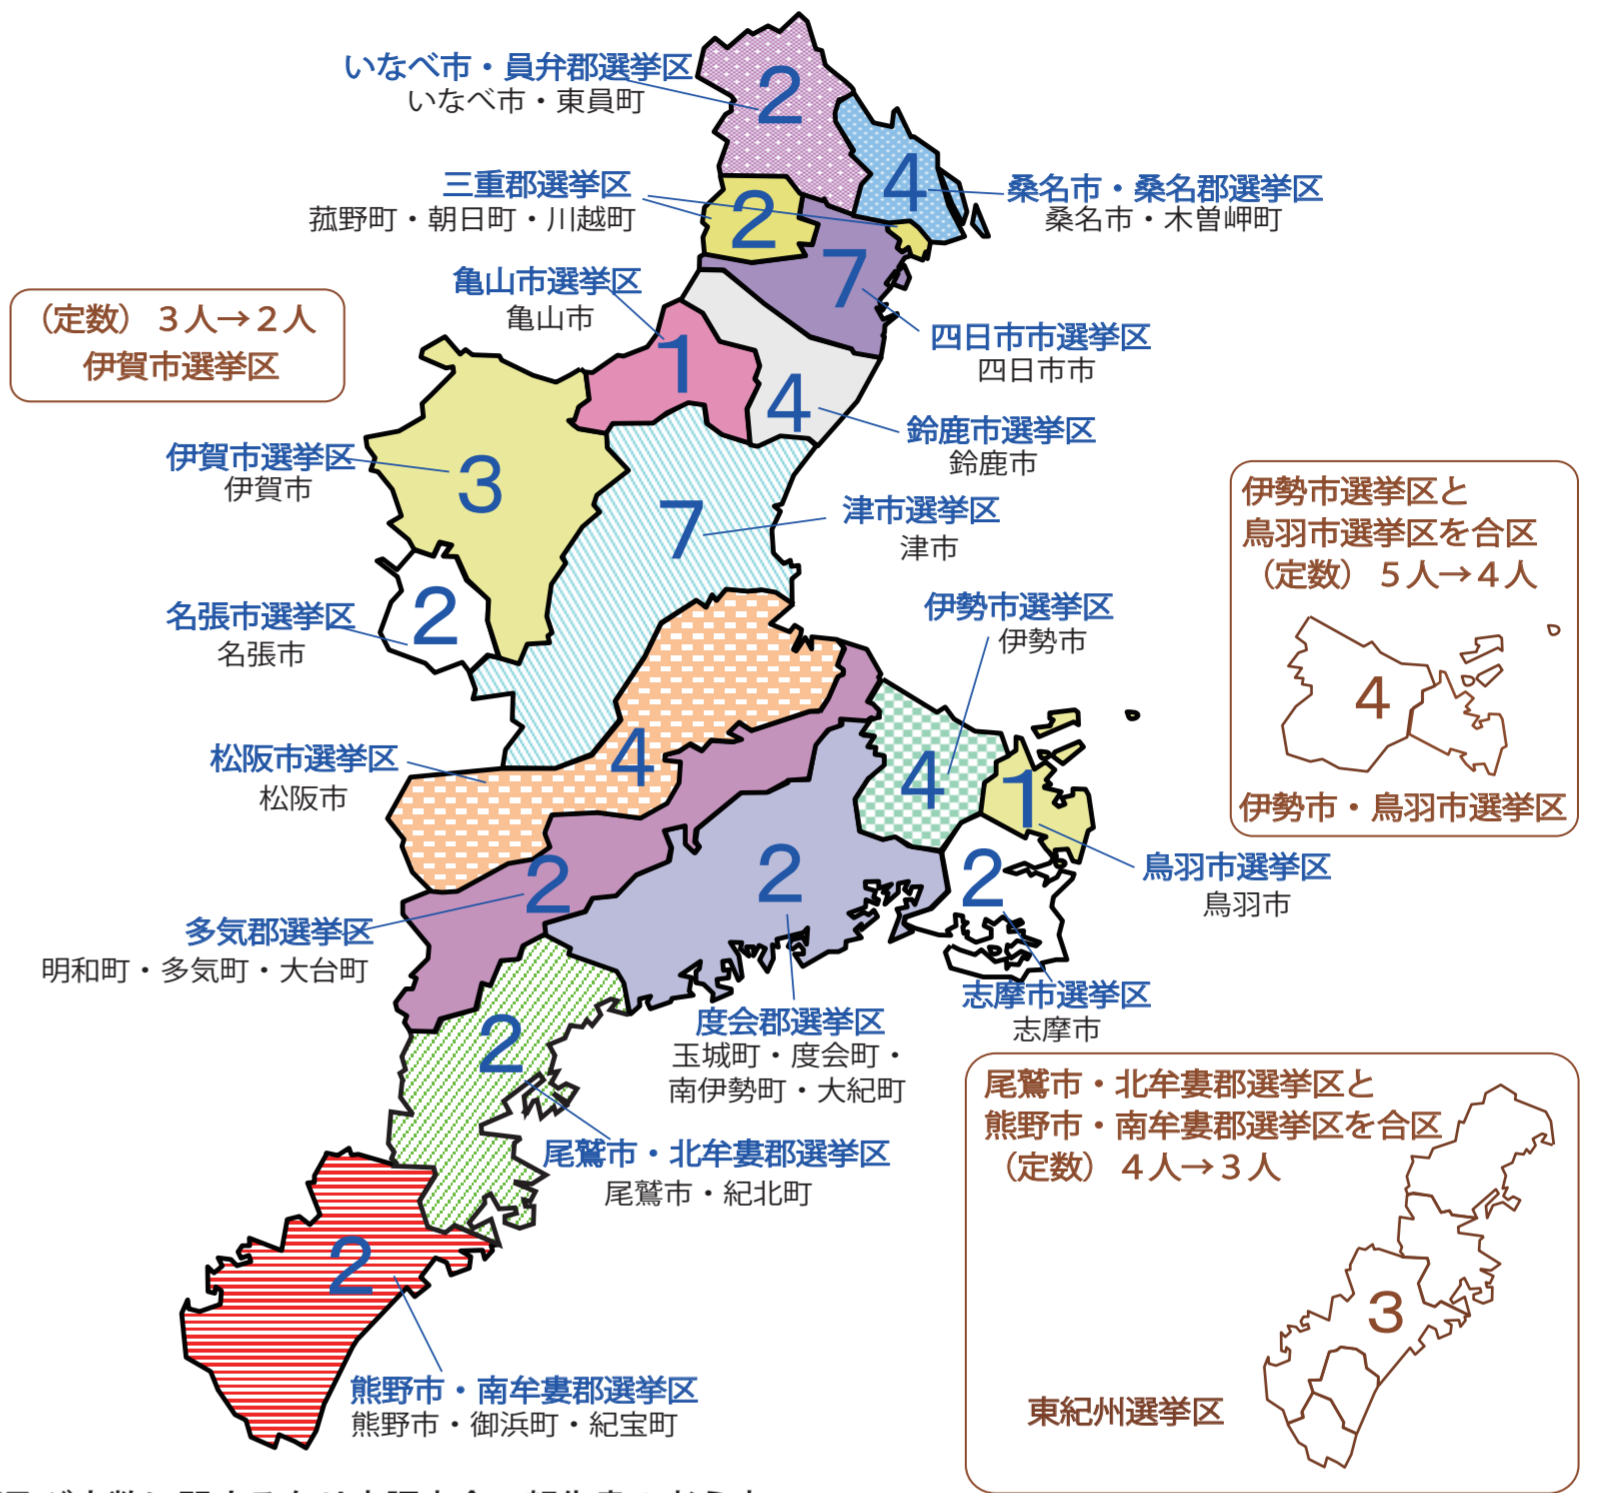 いなべ市・員弁郡選挙区
いなべ市・東員町
2
4
桑名市・桑名郡選挙区
桑名市・木曽岬町
三重郡選挙区
菰野町・朝日町・川越町
2
7
四日市市選挙区
四日市市
亀山市選挙区
亀山市
1
4
鈴鹿市選挙区
鈴鹿市
（定数）３人→２人
伊賀市選挙区
伊賀市選挙区
伊賀市
3
7
津市選挙区
津市
名張市選挙区
名張市
2
伊勢市選挙区
伊勢市
4
伊勢市選挙区と
鳥羽市選挙区を合区
（定数）５人→４人
4
伊勢市・鳥羽市選挙区
松阪市選挙区
松阪市
4
1
鳥羽市選挙区
鳥羽市
多気郡選挙区
明和町・多気町・大台町
2
2
度会郡選挙区
玉城町・度会町・
南伊勢町・大紀町
2
志摩市選挙区
志摩市
2
尾鷲市・北牟婁郡選挙区
尾鷲市・紀北町
2
熊野市・南牟婁郡選挙区
熊野市・御浜町・紀宝町
尾鷲市・北牟婁郡選挙区と
熊野市・南牟婁郡選挙区を合区
（定数）４人→３人
3
東紀州選挙区